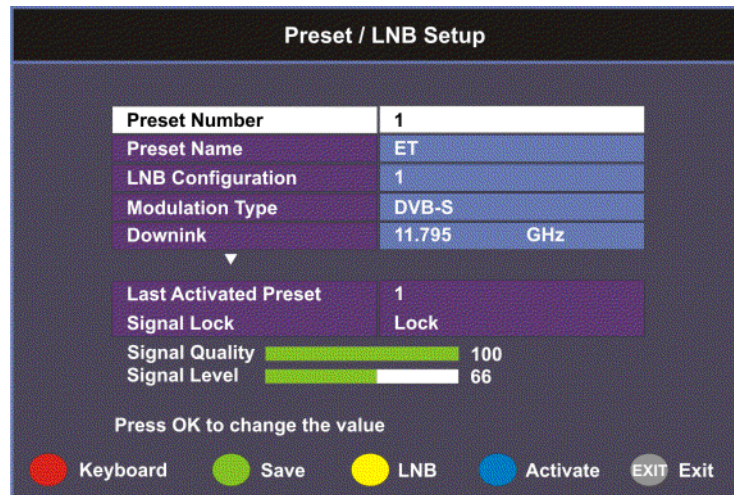 Preset / LNB Setup
Preset Number 1
Preset Name ET
LNB Configuration 1
Modulation Type DVB-S
Downink 11.795 GHz
Last Activated Preset 1
Signal Lock Lock
Signal Quality 100
Signal Level 66
Press OK to change the value
Keyboard Save LNB Activate EXIT Exit